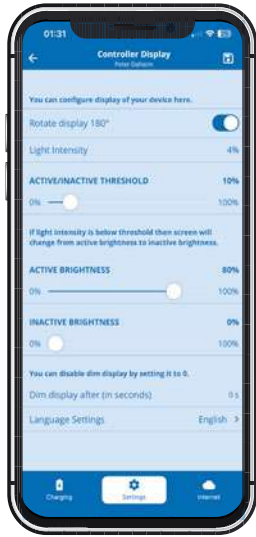 01:31
Controller Display
Peter Oahaim
You can configure display of your device here.
Rotate display 180°
Light Intensity 4%
ACTIVE/INACTIVE THRESHOLD 10%
0% 100%
If light intensity is below threshold then screen will
change from active brightness to inactive brightness.
ACTIVE BRIGHTNESS 80%
0% 100%
INACTIVE BRIGHTNESS 0%
0% 100%
You can disable dim display by setting it to 0.
Dim display after (in seconds) 0 s
Language Settings English >
Charging Settings Internet